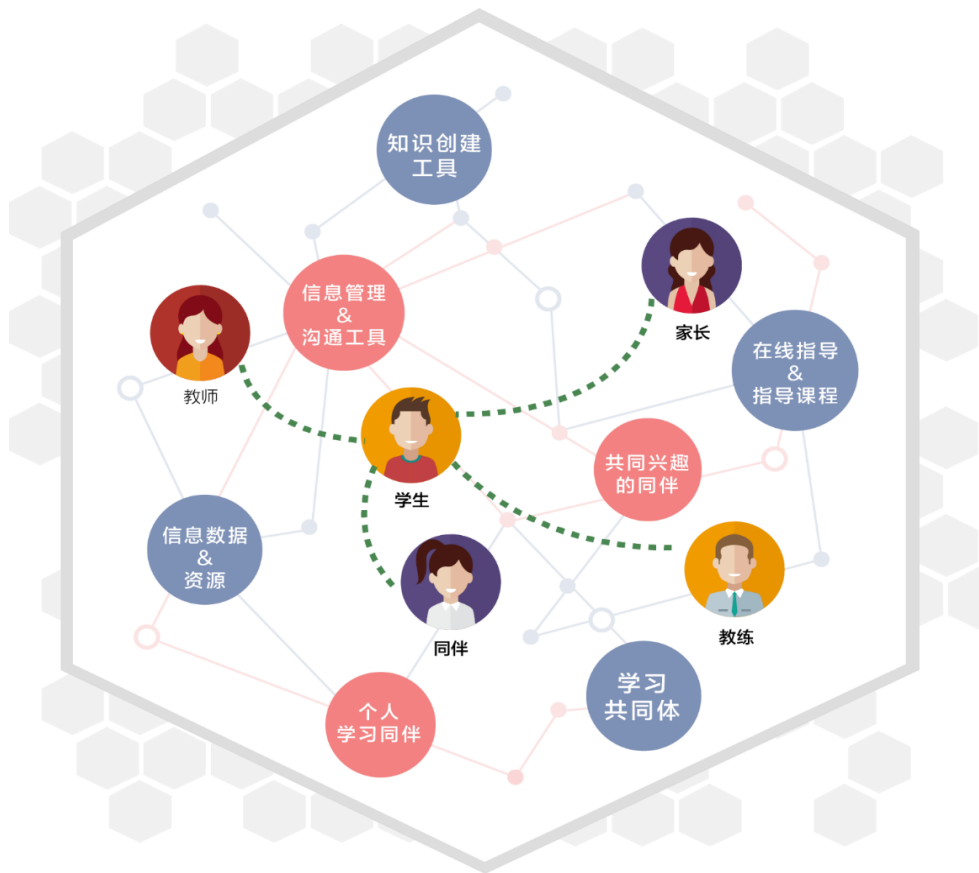 知识创建
工具
信息管理
&
沟通工具
家长
教师
在线指导
&
指导课程
学生
共同兴趣
的同伴
信息数据
&
资源
同伴
教练
个人
学习同伴
学习
共同体